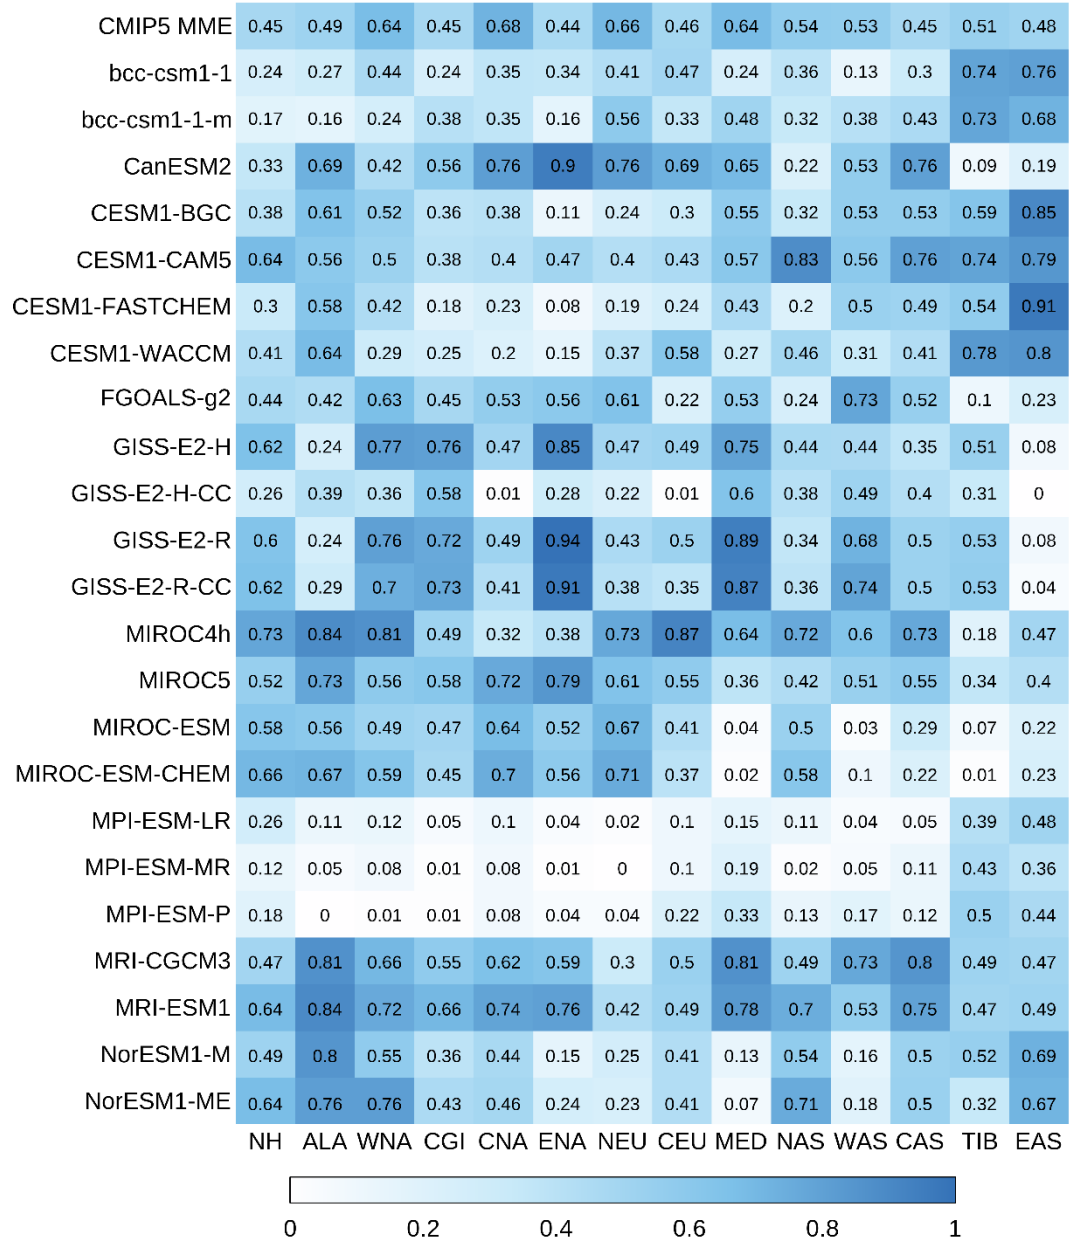 CMIP5 MME 0.45 0.49 0.64 0.45 0.68 0.44 0.66 0.46 0.64 0.54 0.53 0.45 0.51 0.48
bcc-csm1-1 0.24 0.27 0.44 0.24 0.35 0.34 0.41 0.47 0.24 0.36 0.13 0.3 0.74 0.76
bcc-csm1-1-m 0.17 0.16 0.24 0.38 0.35 0.16 0.56 0.33 0.48 0.32 0.38 0.43 0.73 0.68
CanESM2 0.33 0.69 0.42 0.56 0.76 0.9 0.76 0.69 0.65 0.22 0.53 0.76 0.09 0.19
CESM1-BGC 0.38 0.61 0.52 0.36 0.38 0.11 0.24 0.3 0.55 0.32 0.53 0.53 0.59 0.85
CESM1-CAM5 0.64 0.56 0.5 0.38 0.4 0.47 0.4 0.43 0.57 0.83 0.56 0.76 0.74 0.79
CESM1-FASTCHEM 0.3 0.58 0.42 0.18 0.23 0.08 0.19 0.24 0.43 0.2 0.5 0.49 0.54 0.91
CESM1-WACCM 0.41 0.64 0.29 0.25 0.2 0.15 0.37 0.58 0.27 0.46 0.31 0.41 0.78 0.8
FGOALS-g2 0.44 0.42 0.63 0.45 0.53 0.56 0.61 0.22 0.53 0.24 0.73 0.52 0.1 0.23
GISS-E2-H 0.62 0.24 0.77 0.76 0.47 0.85 0.47 0.49 0.75 0.44 0.44 0.35 0.51 0.08
GISS-E2-H-CC 0.26 0.39 0.36 0.58 0.01 0.28 0.22 0.01 0.6 0.38 0.49 0.4 0.31 0
GISS-E2-R 0.6 0.24 0.76 0.72 0.49 0.94 0.43 0.5 0.89 0.34 0.68 0.5 0.53 0.08
GISS-E2-R-CC 0.62 0.29 0.7 0.73 0.41 0.91 0.38 0.35 0.87 0.36 0.74 0.5 0.53 0.04
MIROC4h 0.73 0.84 0.81 0.49 0.32 0.38 0.73 0.87 0.64 0.72 0.6 0.73 0.18 0.47
MIROC5 0.52 0.73 0.56 0.58 0.72 0.79 0.61 0.55 0.36 0.42 0.51 0.55 0.34 0.4
MIROC-ESM 0.58 0.56 0.49 0.47 0.64 0.52 0.67 0.41 0.04 0.5 0.03 0.29 0.07 0.22
MIROC-ESM-CHEM 0.66 0.67 0.59 0.45 0.7 0.56 0.71 0.37 0.02 0.58 0.1 0.22 0.01 0.23
MPI-ESM-LR 0.26 0.11 0.12 0.05 0.1 0.04 0.02 0.1 0.15 0.11 0.04 0.05 0.39 0.48
MPI-ESM-MR 0.12 0.05 0.08 0.01 0.08 0.01 0 0.1 0.19 0.02 0.05 0.11 0.43 0.36
MPI-ESM-P 0.18 0 0.01 0.01 0.08 0.04 0.04 0.22 0.33 0.13 0.17 0.12 0.5 0.44
MRI-CGCM3 0.47 0.81 0.66 0.55 0.62 0.59 0.3 0.5 0.81 0.49 0.73 0.8 0.49 0.47
MRI-ESM1 0.64 0.84 0.72 0.66 0.74 0.76 0.42 0.49 0.78 0.7 0.53 0.75 0.47 0.49
NorESM1-M 0.49 0.8 0.55 0.36 0.44 0.15 0.25 0.41 0.13 0.54 0.16 0.5 0.52 0.69
NorESM1-ME 0.64 0.76 0.76 0.43 0.46 0.24 0.23 0.41 0.07 0.71 0.18 0.5 0.32 0.67
NH ALA WNA CGI CNA ENA NEU CEU MED NAS WAS CAS TIB EAS
0 0.2 0.4 0.6 0.8 1